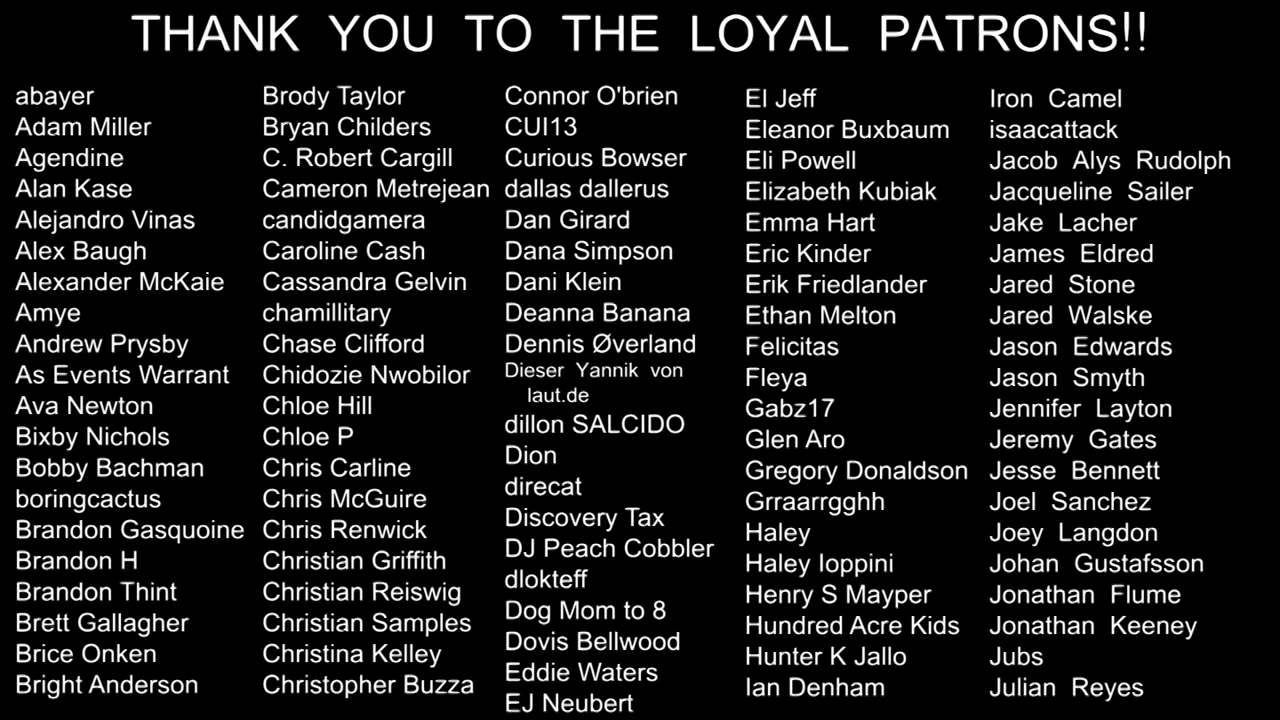 THANK YOU TO THE LOYAL PATRONS!!
abayer
Adam Miller
Agendine
Alan Kase
Alejandro Vinas
Alex Baugh
Alexander McKaie
Amye
Andrew Prysby
As Events Warrant
Ava Newton
Bixby Nichols
Bobby Bachman
boringcactus
Brandon Gasquoine
Brandon H
Brandon Thint
Brett Gallagher
Brice Onken
Bright Anderson
Brody Taylor
Bryan Childers
C. Robert Cargill
Cameron Metrejean
candidgamera
Caroline Cash
Cassandra Gelvin
chamillitary
Chase Clifford
Chidozie Nwobilor
Chloe Hill
Chloe P
Chris Carline
Chris McGuire
Chris Renwick
Christian Griffith
Christian Reiswig
Christian Samples
Christina Kelley
Christopher Buzza
Connor O'brien
CUI13
Curious Bowser
dallas dallerus
Dan Girard
Dana Simpson
Dani Klein
Deanna Banana
Dennis Øverland
Dieser Yannik von
laut.de
dillon SALCIDO
Dion
direcat
Discovery Tax
DJ Peach Cobbler
dlokteff
Dog Mom to 8
Dovis Bellwood
Eddie Waters
EJ Neubert
El Jeff
Eleanor Buxbaum
Eli Powell
Elizabeth Kubiak
Emma Hart
Eric Kinder
Erik Friedlander
Ethan Melton
Felicitas
Fleya
Gabz17
Glen Aro
Gregory Donaldson
Grraarrgghh
Haley
Haley Ioppini
Henry S Mayper
Hundred Acre Kids
Hunter K Jallo
Ian Denham
Iron Camel
isaacattack
Jacob Alys Rudolph
Jacqueline Sailer
Jake Lacher
James Eldred
Jared Stone
Jared Walske
Jason Edwards
Jason Smyth
Jennifer Layton
Jeremy Gates
Jesse Bennett
Joel Sanchez
Joey Langdon
Johan Gustafsson
Jonathan Flume
Jonathan Keeney
Jubs
Julian Reyes